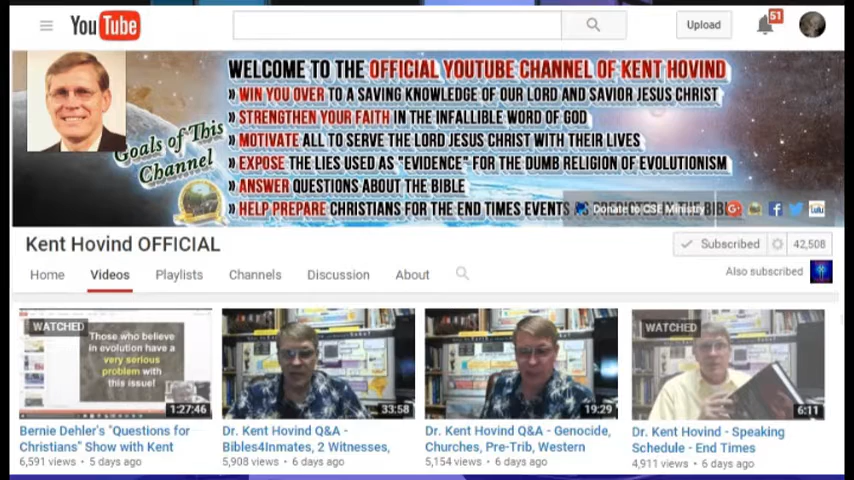 YouTube
Upload
51
WELCOME TO THE OFFICIAL YOUTUBE CHANNEL OF KENT HOVIND
» WIN YOU OVER TO A SAVING KNOWLEDGE OF OUR LORD AND SAVIOR JESUS CHRIST
» STRENGTHEN YOUR FAITH IN THE INFALLIBLE WORD OF GOD
Goals of This
Channel
» MOTIVATE ALL TO SERVE THE LORD JESUS CHRIST WITH THEIR LIVES
» EXPOSE THE LIES USED AS "EVIDENCE" FOR THE DUMB RELIGION OF EVOLUTIONISM
» ANSWER QUESTIONS ABOUT THE BIBLE
» HELP PREPARE CHRISTIANS FOR THE END TIMES EVENTS
Donate to CSE Ministry
Lulu
Kent Hovind OFFICIAL
Subscribed 42,508
Home Videos Playlists Channels Discussion About
Also subscribed
WATCHED
Those who believe
in evolution have a
very serious
problem with
this issue!
1:27:46
33:58
19:29
WATCHED
6:11
Bernie Dehler's "Questions for
Christians" Show with Kent
6,591 views • 5 days ago
Dr. Kent Hovind Q&A -
Bibles4Inmates, 2 Witnesses,
5,908 views • 6 days ago
Dr. Kent Hovind Q&A - Genocide,
Churches, Pre-Trib, Western
5,154 views • 6 days ago
Dr. Kent Hovind - Speaking
Schedule - End Times
4,911 views • 6 days ago